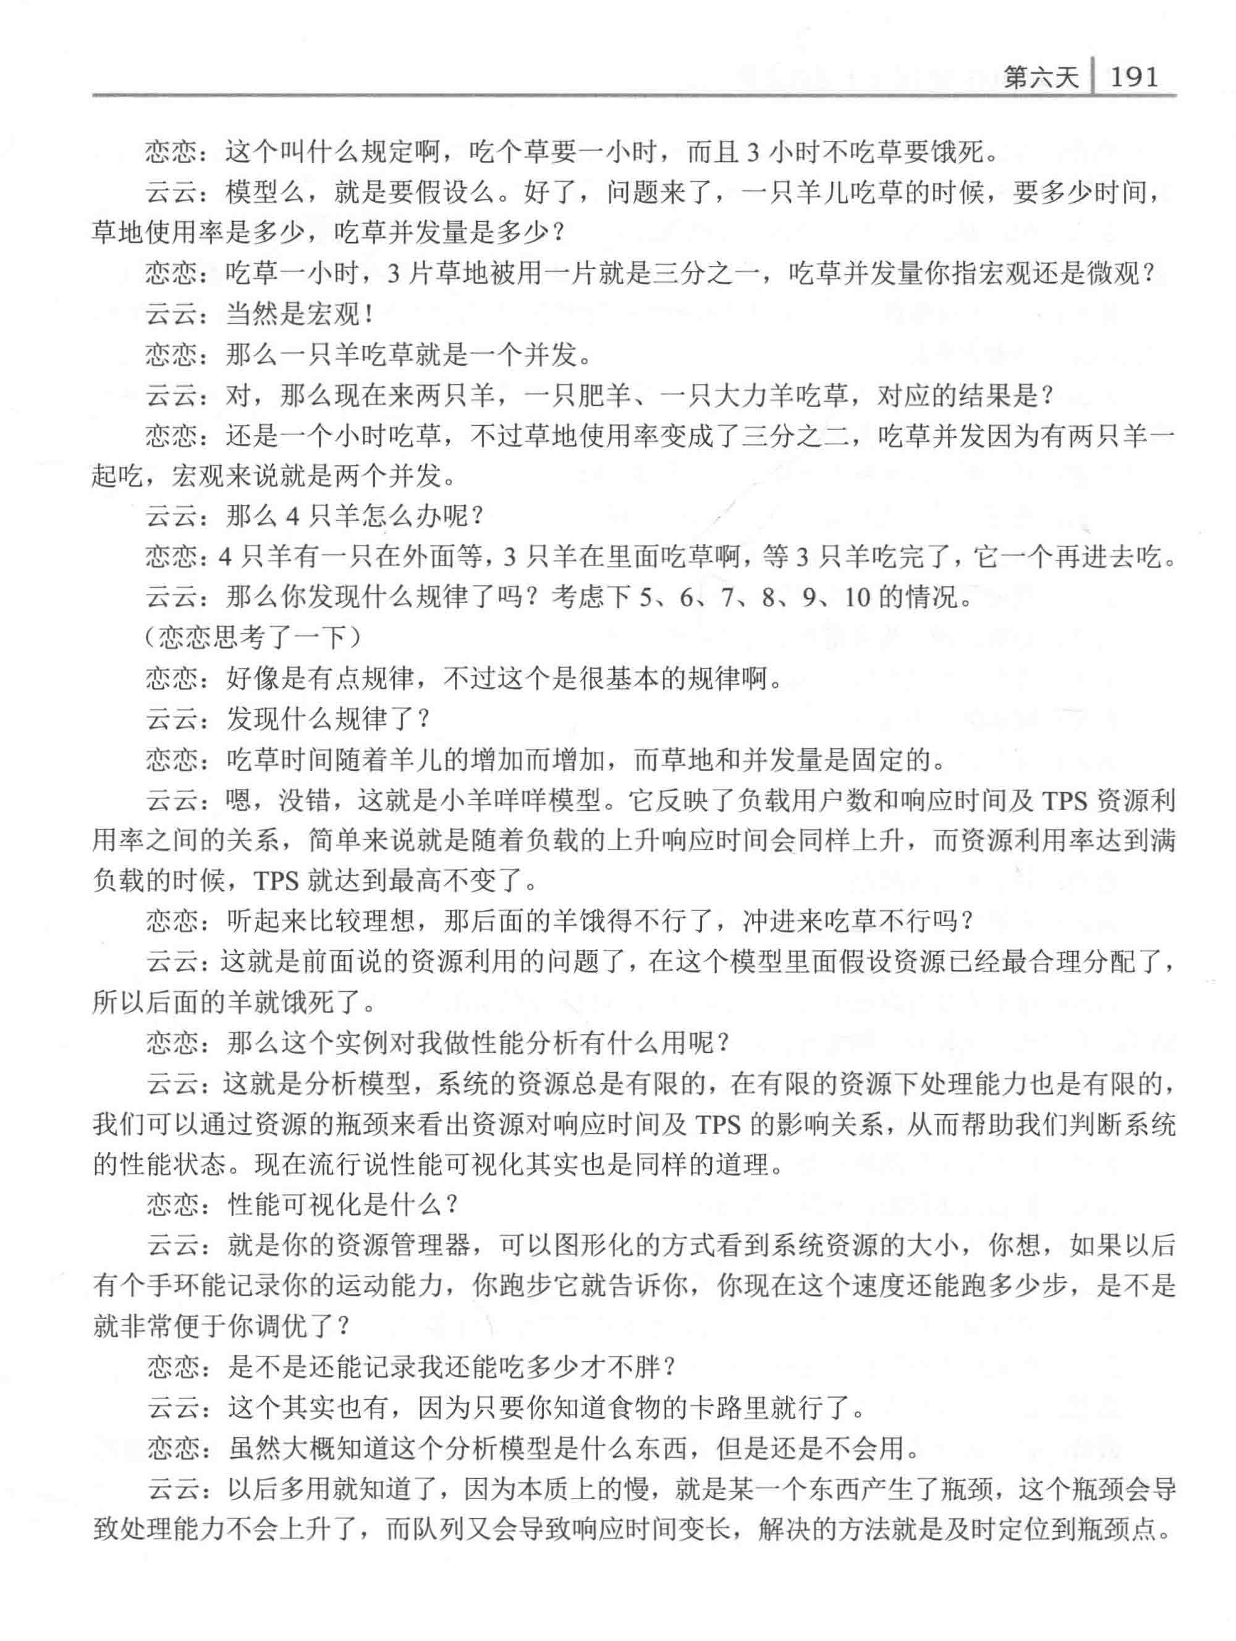 第六天 191
恋恋：这个叫什么规定啊，吃个草要一小时，而且 3 小时不吃草要饿死。
云云：模型么，就是要假设么。好了，问题来了，一只羊儿吃草的时候，要多少时间，
草地使用率是多少，吃草并发量是多少？
恋恋：吃草一小时，3 片草地被用一片就是三分之一，吃草并发量你指宏观还是微观？
云云：当然是宏观！
恋恋：那么一只羊吃草就是一个并发。
云云：对，那么现在来两只羊，一只肥羊、一只大力羊吃草，对应的结果是？
恋恋：还是一个小时吃草，不过草地使用率变成了三分之二，吃草并发因为有两只羊一
起吃，宏观来说就是两个并发。
云云：那么 4 只羊怎么办呢？
恋恋：4 只羊有一只在外面等，3 只羊在里面吃草啊，等 3 只羊吃完了，它一个再进去吃。
云云：那么你发现什么规律了吗？考虑下 5、6、7、8、9、10 的情况。
（恋恋思考了一下）
恋恋：好像是有点规律，不过这个是很基本的规律啊。
云云：发现什么规律了？
恋恋：吃草时间随着羊儿的增加而增加，而草地和并发量是固定的。
云云：嗯，没错，这就是小羊咩咩模型。它反映了负载用户数和响应时间及 TPS 资源利
用率之间的关系，简单来说就是随着负载的上升响应时间会同样上升，而资源利用率达到满
负载的时候，TPS 就达到最高不变了。
恋恋：听起来比较理想，那后面的羊饿得不行了，冲进来吃草不行吗？
云云：这就是前面说的资源利用的问题了，在这个模型里面假设资源已经最合理分配了，
所以后面的羊就饿死了。
恋恋：那么这个实例对我做性能分析有什么用呢？
云云：这就是分析模型，系统的资源总是有限的，在有限的资源下处理能力也是有限的，
我们可以通过资源的瓶颈来看出资源对响应时间及 TPS 的影响关系，从而帮助我们判断系统
的性能状态。现在流行说性能可视化其实也是同样的道理。
恋恋：性能可视化是什么？
云云：就是你的资源管理器，可以图形化的方式看到系统资源的大小，你想，如果以后
有个手环能记录你的运动能力，你跑步它就告诉你，你现在这个速度还能跑多少步，是不是
就非常便于你调优了？
恋恋：是不是还能记录我还能吃多少才不胖？
云云：这个其实也有，因为只要你知道食物的卡路里就行了。
恋恋：虽然大概知道这个分析模型是什么东西，但是还是不会用。
云云：以后多用就知道了，因为本质上的慢，就是某一个东西产生了瓶颈，这个瓶颈会导
致处理能力不会上升了，而队列又会导致响应时间变长，解决的方法就是及时定位到瓶颈点。